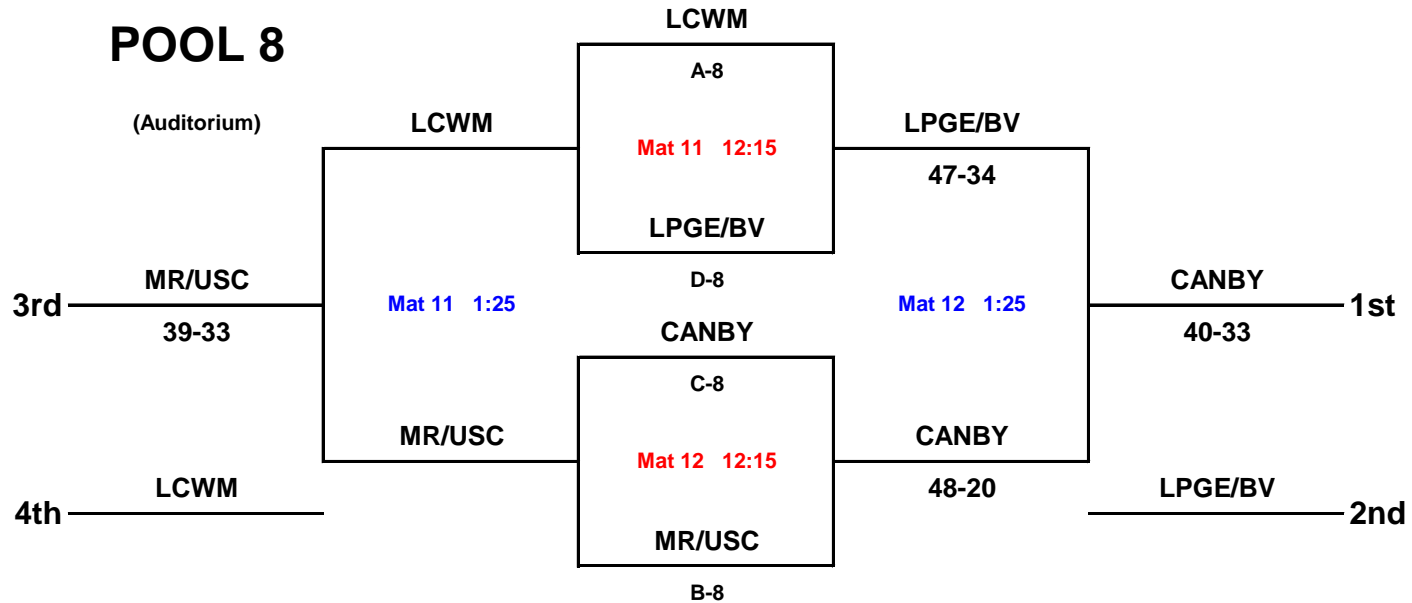 LCWM
POOL 8
A-8
(Auditorium)
LCWM
Mat 11 12:15
LPGE/BV
47-34
LPGE/BV
D-8
MR/USC
3rd
39-33
Mat 11 1:25
Mat 12 1:25
CANBY
1st
40-33
CANBY
C-8
MR/USC
Mat 12 12:15
CANBY
48-20
LCWM
4th
LPGE/BV
2nd
MR/USC
B-8